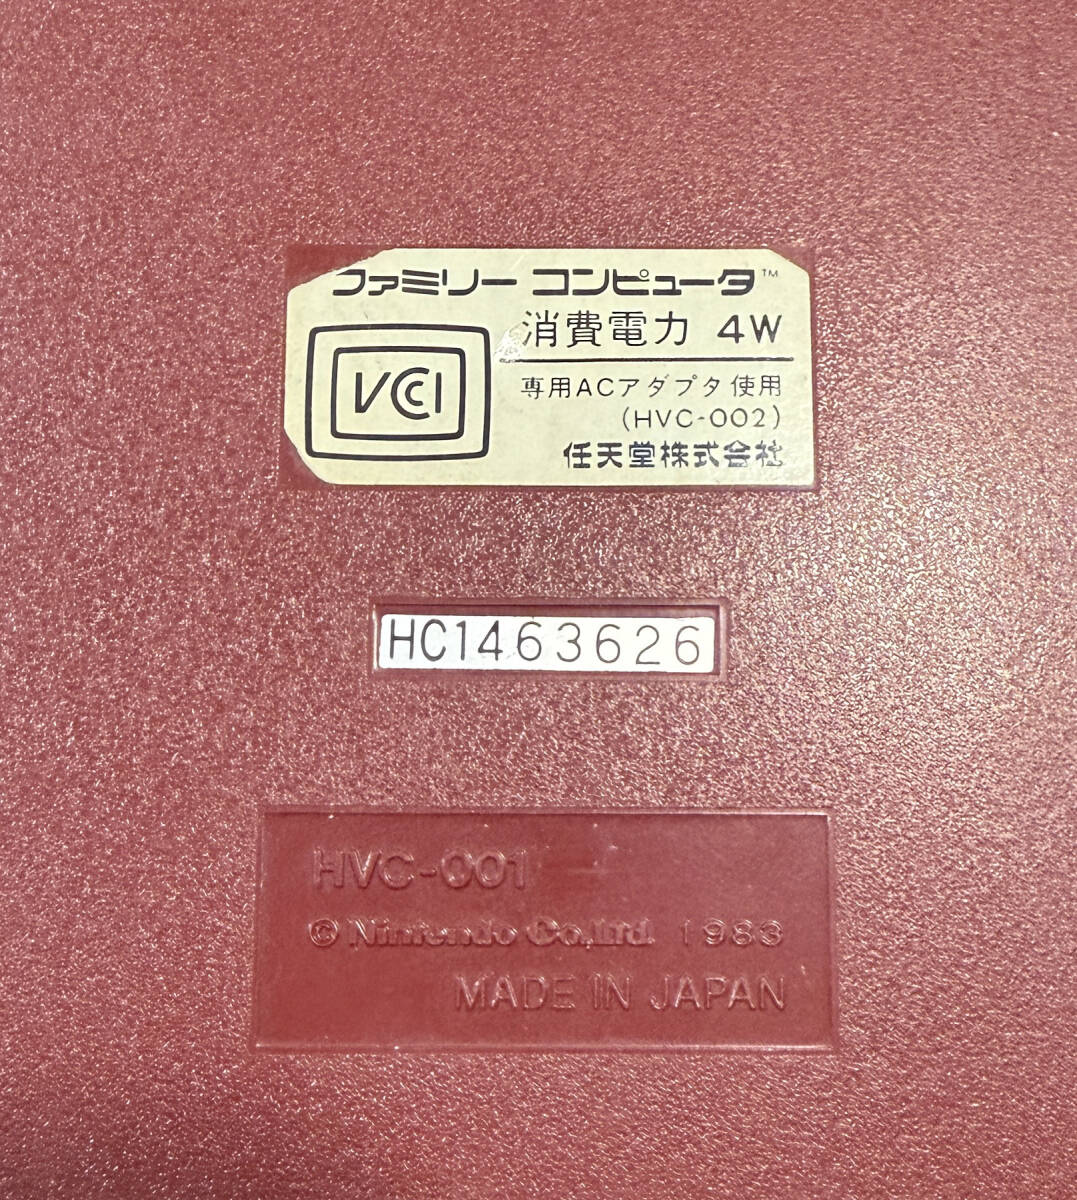 ファミリー コンピュータ™
VCCI
消費電力 4W
専用ACアダプタ使用
(HVC-002)
任天堂株式会社
HC1463626
HVC-001
© Nintendo Co.,Ltd. 1983
MADE IN JAPAN